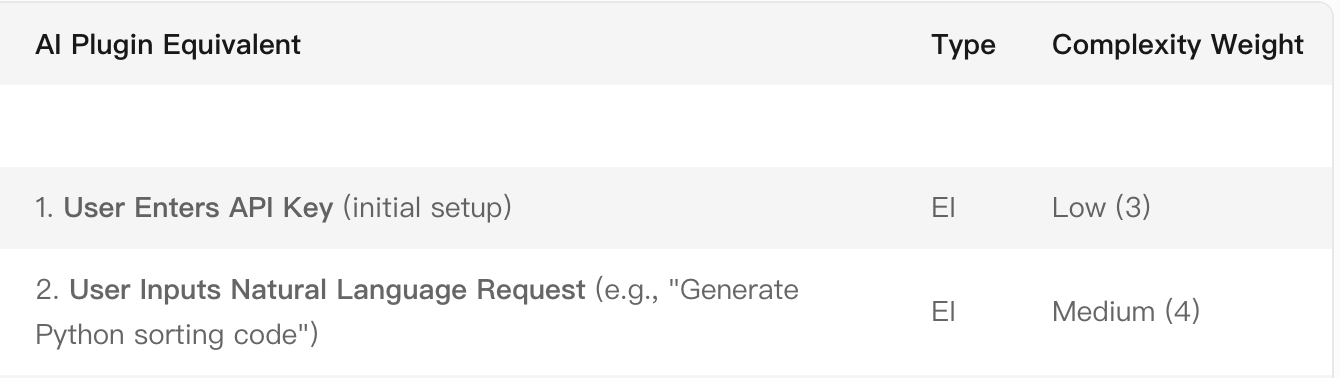 AI Plugin Equivalent Type Complexity Weight
1. User Enters API Key (initial setup) EI Low (3)
2. User Inputs Natural Language Request (e.g., "Generate
Python sorting code") EI Medium (4)